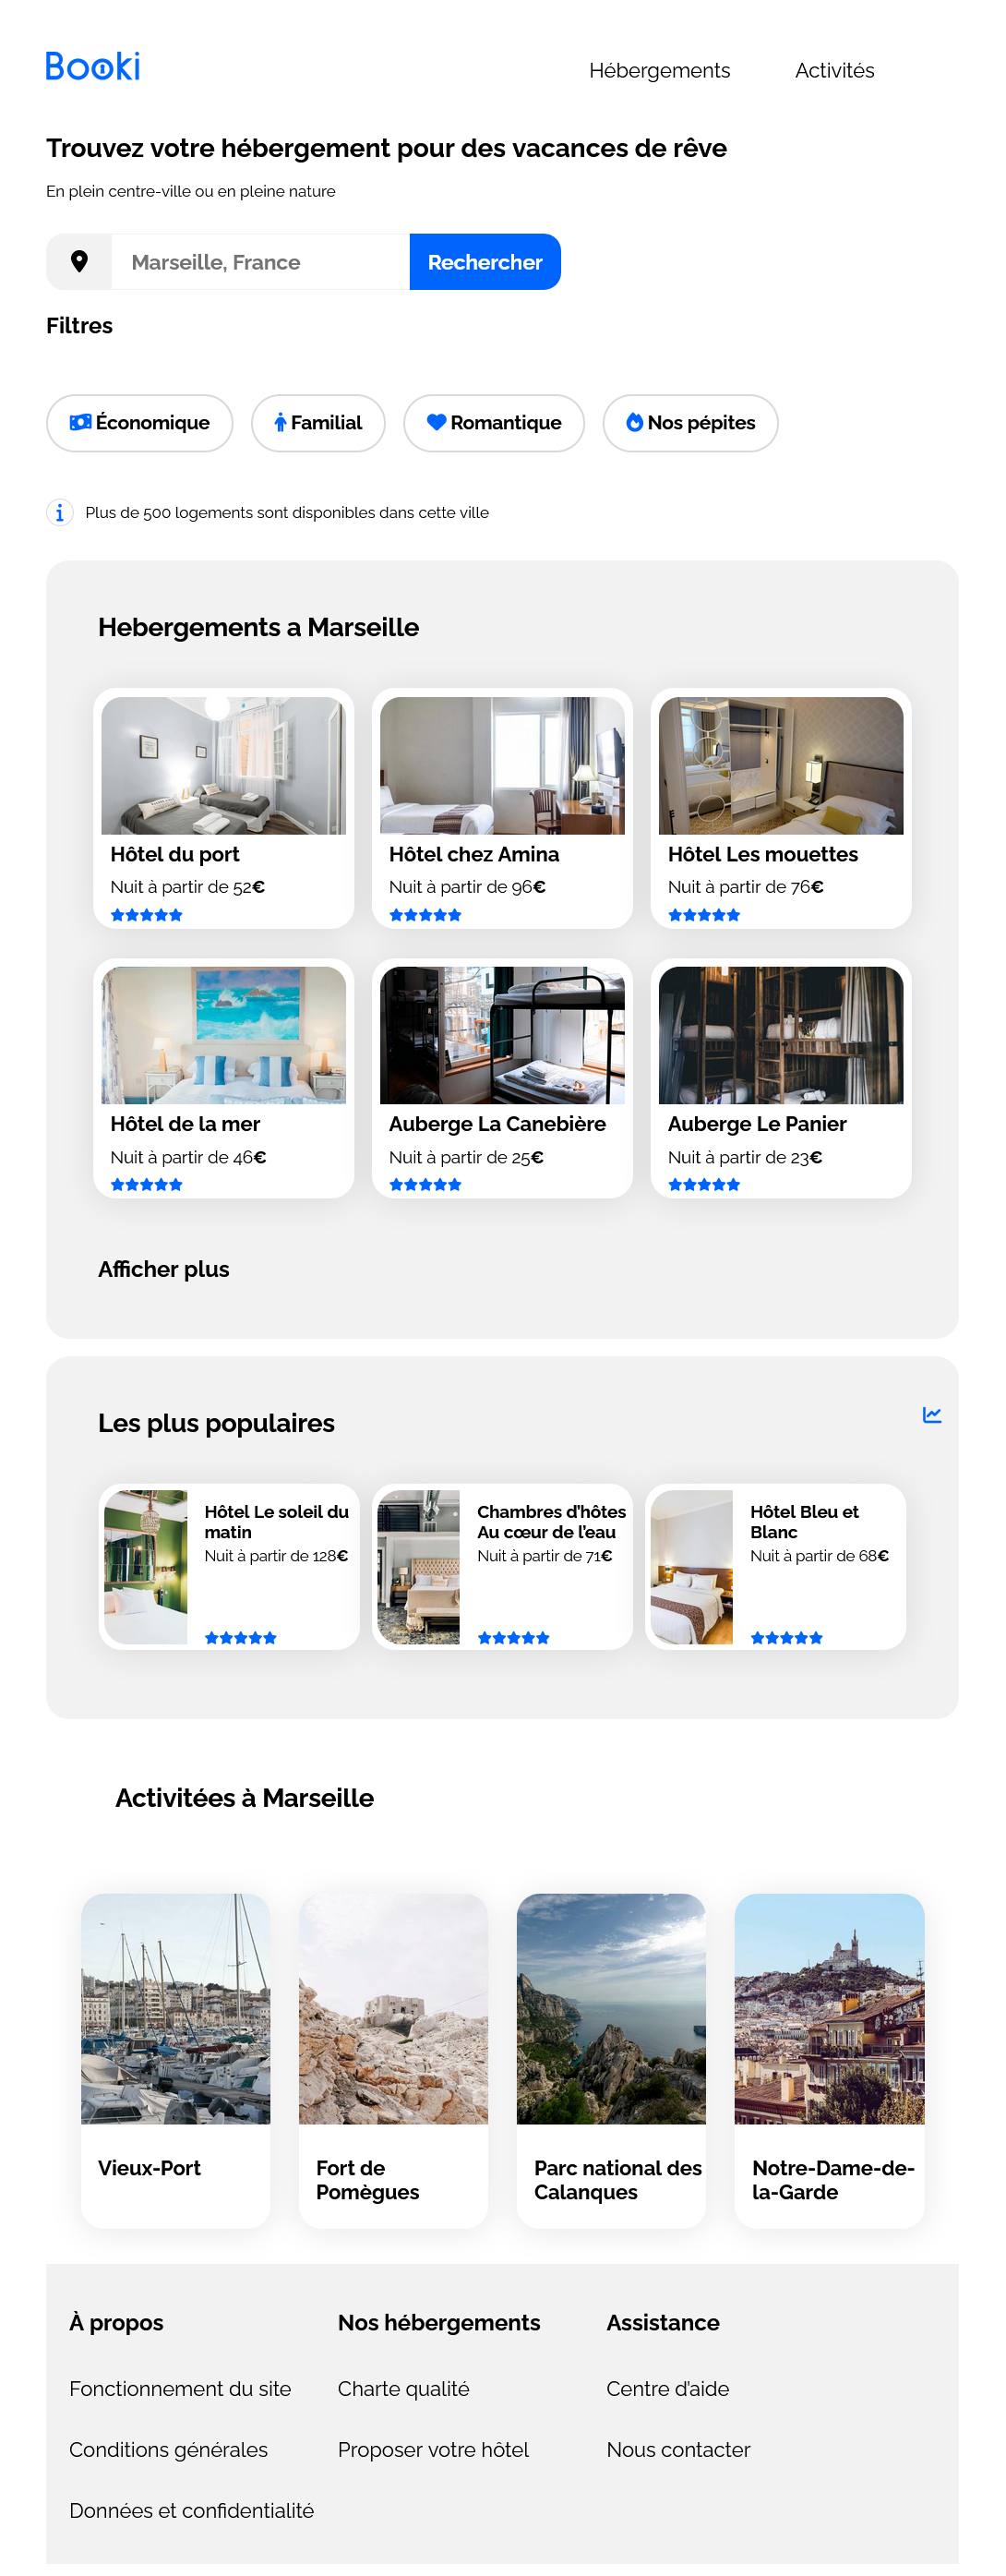 Booki
Hébergements
Activités
Trouvez votre hébergement pour des vacances de rêve
En plein centre-ville ou en pleine nature
Marseille, France
Rechercher
Filtres
Économique
Familial
Romantique
Nos pépites
Plus de 500 logements sont disponibles dans cette ville
Hebergements a Marseille
Hôtel du port
Nuit à partir de 52€
Hôtel chez Amina
Nuit à partir de 96€
Hôtel Les mouettes
Nuit à partir de 76€
Hôtel de la mer
Nuit à partir de 46€
Auberge La Canebière
Nuit à partir de 25€
Auberge Le Panier
Nuit à partir de 23€
Afficher plus
Les plus populaires
Hôtel Le soleil du
matin
Nuit à partir de 128€
Chambres d'hôtes
Au cœur de l'eau
Nuit à partir de 71€
Hôtel Bleu et
Blanc
Nuit à partir de 68€
Activitées à Marseille
Vieux-Port
Fort de
Pomègues
Parc national des
Calanques
Notre-Dame-de-
la-Garde
À propos
Fonctionnement du site
Conditions générales
Données et confidentialité
Nos hébergements
Charte qualité
Proposer votre hôtel
Assistance
Centre d'aide
Nous contacter